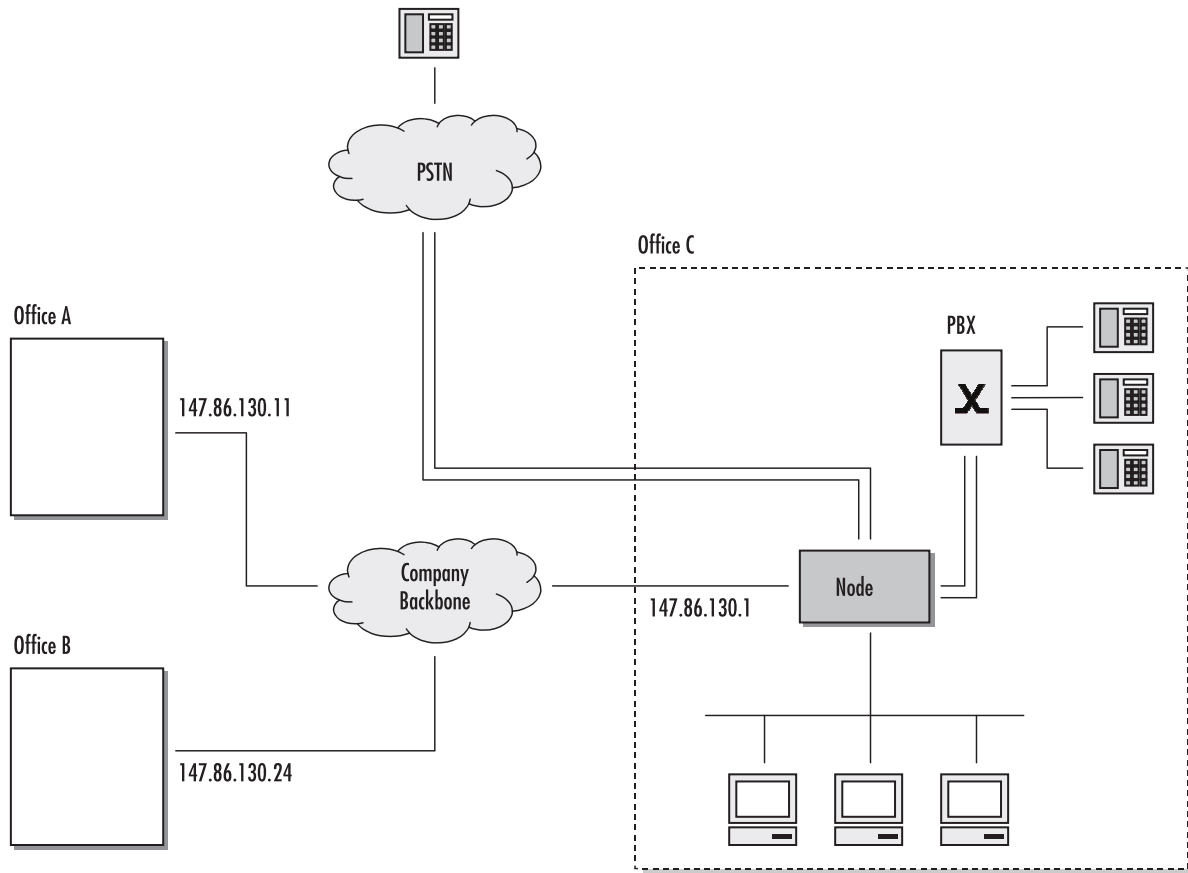 PSTN
Office C
Office A
PBX
X
147.86.130.11
Company
Backbone
Node
147.86.130.1
Office B
147.86.130.24